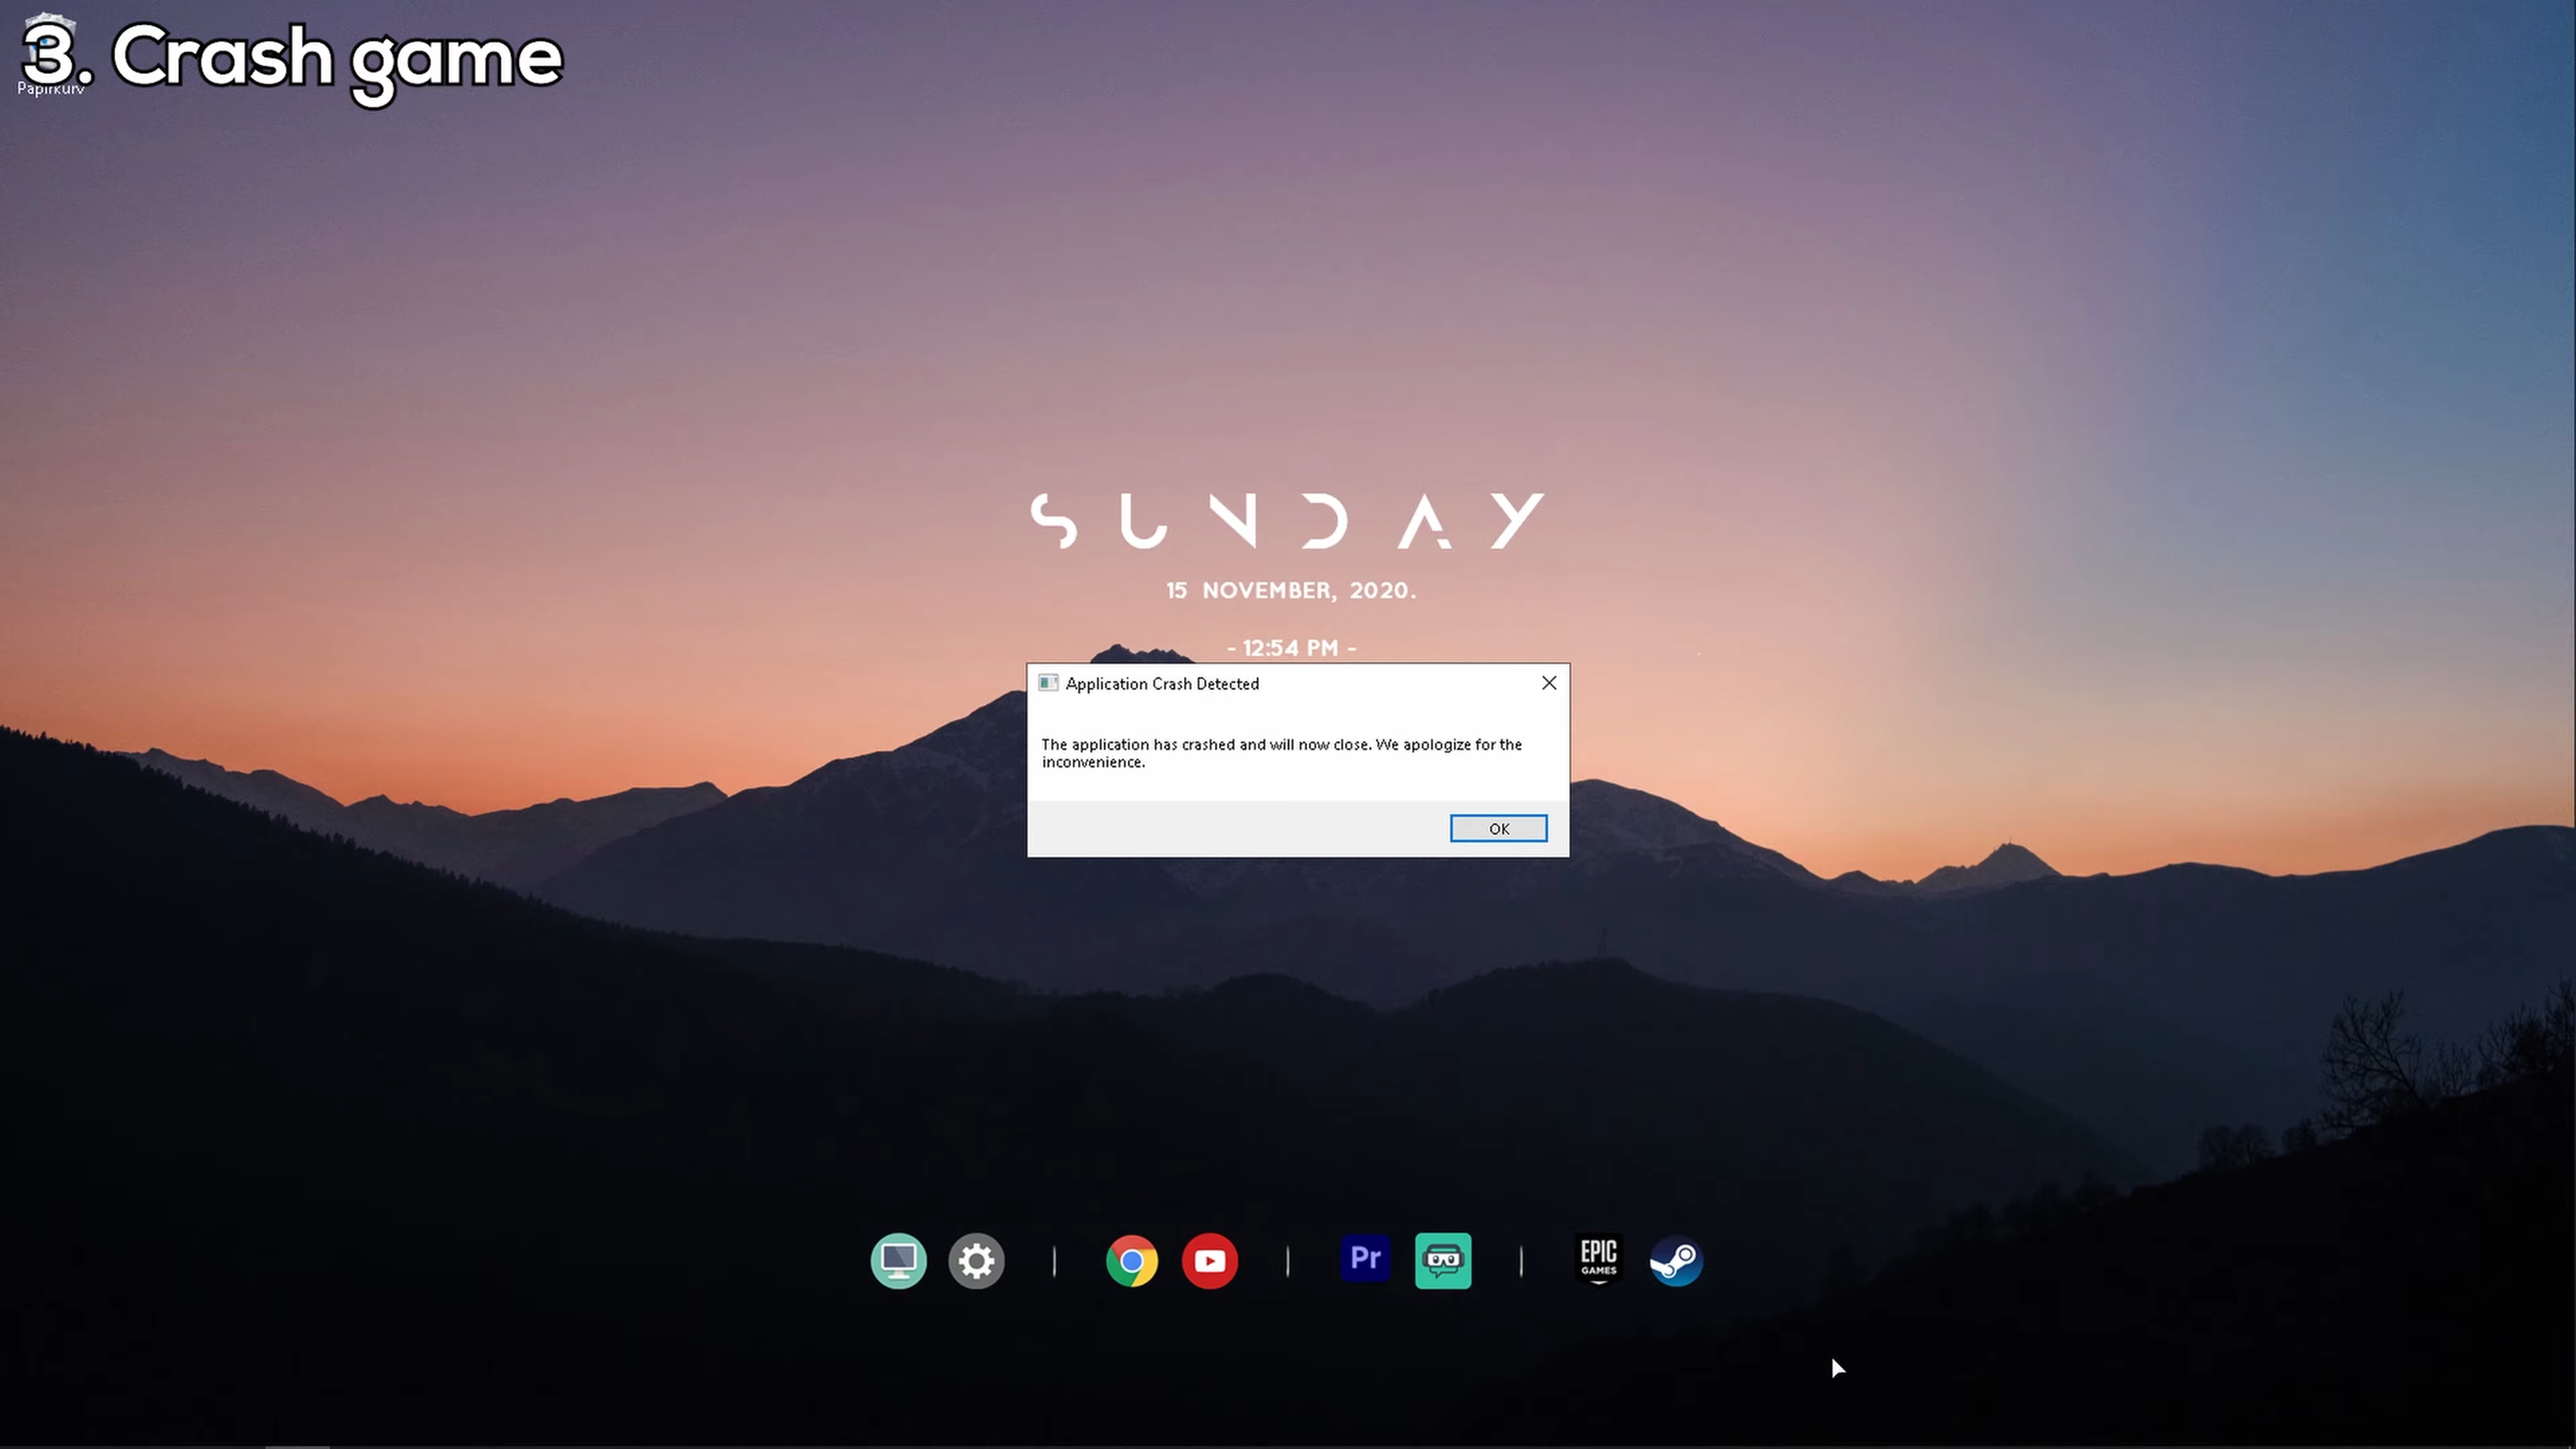 3. Crash game
Papirkurv
SUNDAY
15 NOVEMBER, 2020.
- 12:54 PM -
Application Crash Detected
The application has crashed and will now close. We apologize for the
inconvenience.
OK
Pr
EPIC
GAMES